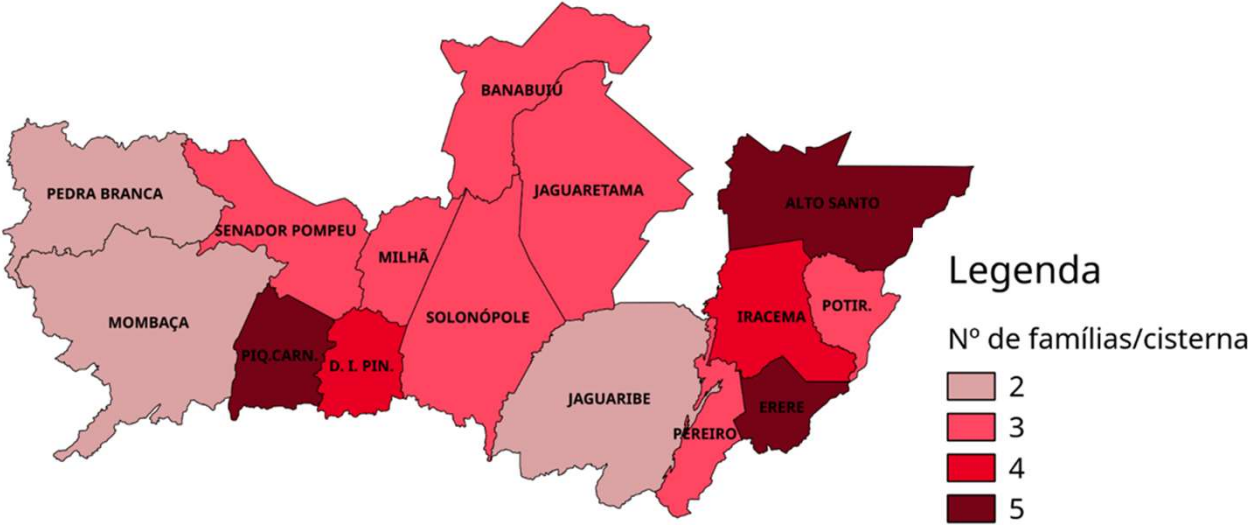 BANABUIÚ
PEDRA BRANCA
JAGUARETAMA
ALTO SANTO
SENADOR POMPEU
MILHÃ
SOLONÓPOLE
MOMBAÇA
IRACEMA
POTIR.
PIQ.CARN.
D. I. PIN.
JAGUARIBE
ERERE
PEREIRO
Legenda
Nº de famílias/cisterna
2
3
4
5